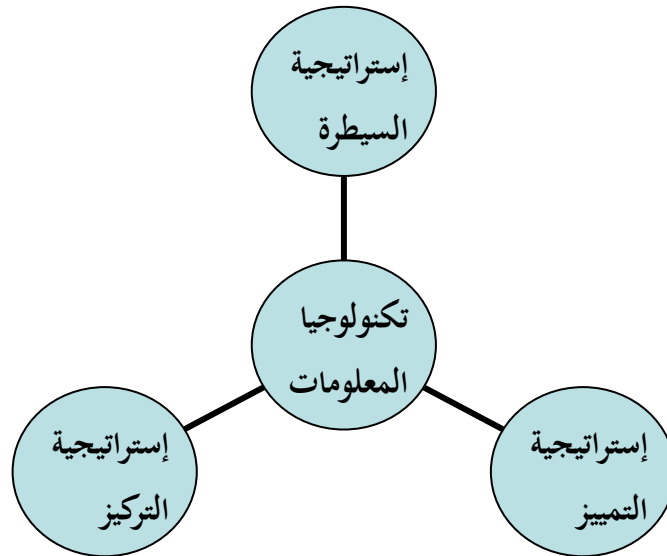 إستراتيجية
السيطرة
تكنولوجيا
المعلومات
إستراتيجية
التمييز
إستراتيجية
التركيز